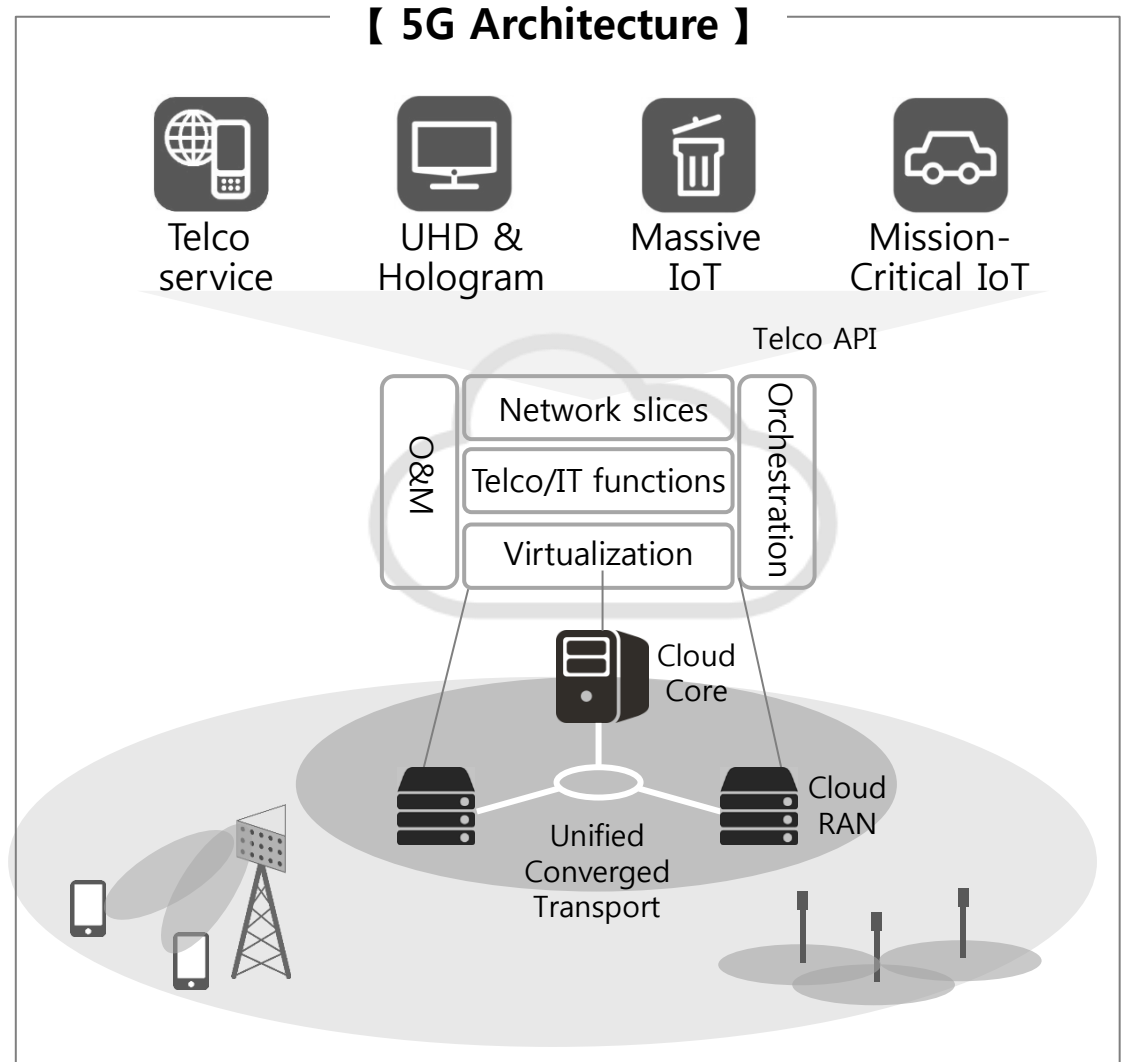 【 5G Architecture 】
Telco
service
UHD &
Hologram
Massive
IoT
Mission-
Critical IoT
Telco API
O&M
Network slices
Telco/IT functions
Virtualization
Orchestration
Cloud
Core
Cloud
RAN
Unified
Converged
Transport